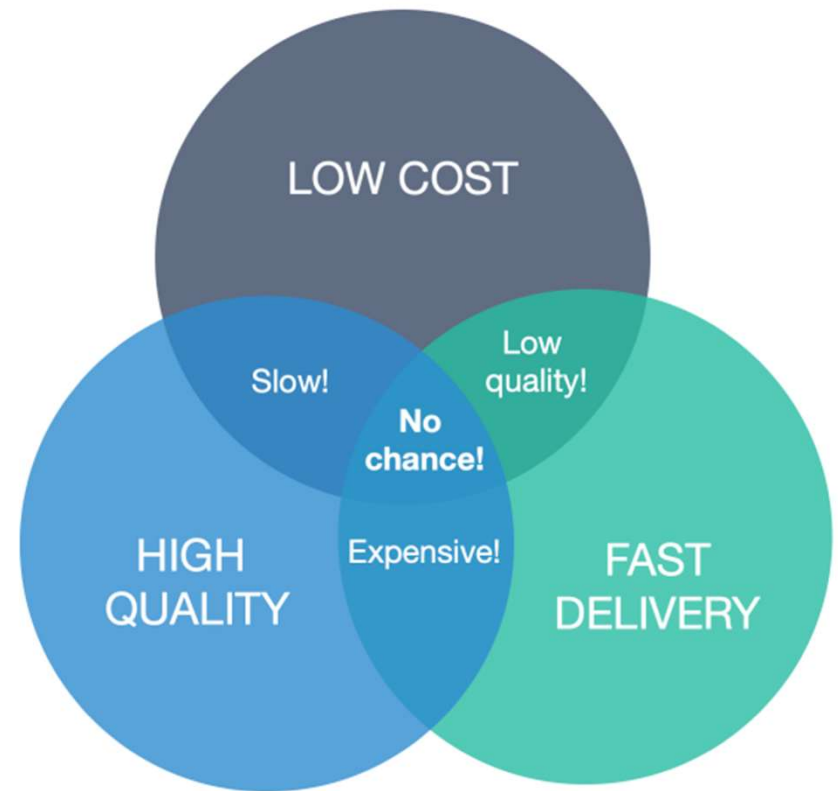 LOW COST
Low
quality!
Slow!
No
chance!
Expensive!
HIGH
QUALITY
FAST
DELIVERY